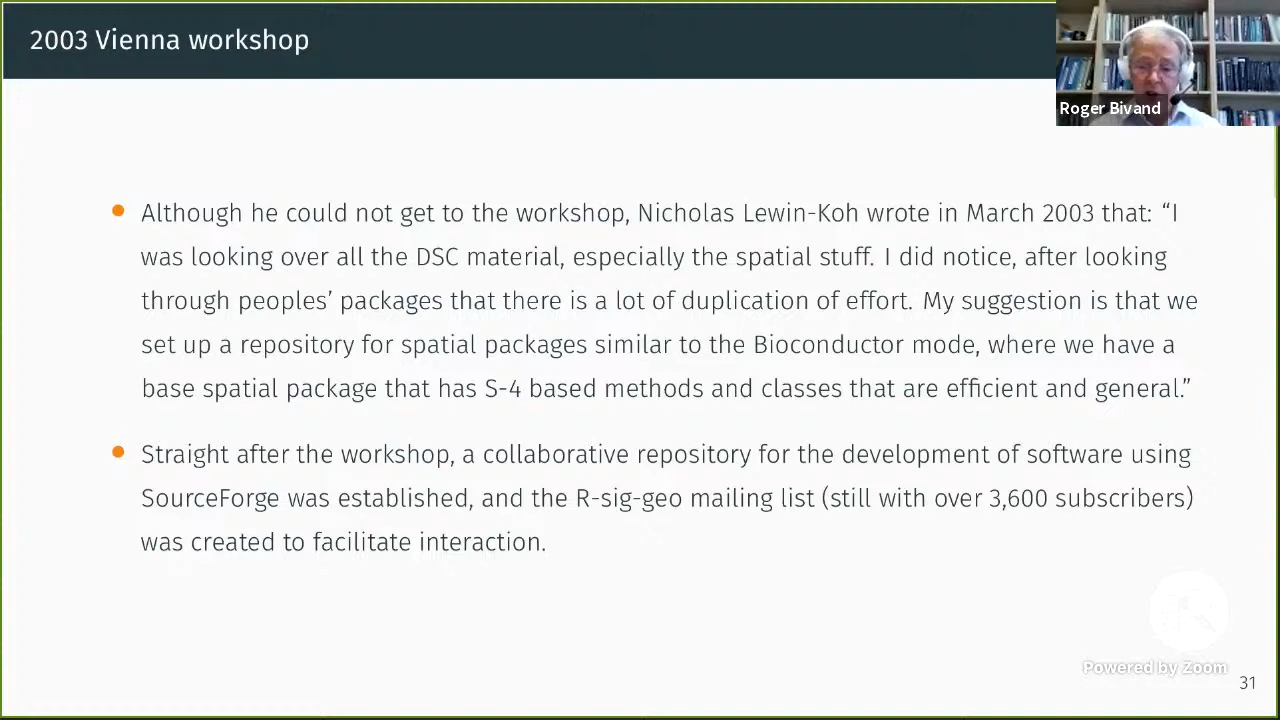 2003 Vienna workshop
Roger Bivand
Although he could not get to the workshop, Nicholas Lewin-Koh wrote in March 2003 that: “I
was looking over all the DSC material, especially the spatial stuff. I did notice, after looking
through peoples’ packages that there is a lot of duplication of effort. My suggestion is that we
set up a repository for spatial packages similar to the Bioconductor mode, where we have a
base spatial package that has S-4 based methods and classes that are efficient and general.”
Straight after the workshop, a collaborative repository for the development of software using
SourceForge was established, and the R-sig-geo mailing list (still with over 3,600 subscribers)
was created to facilitate interaction.
Powered by Zoom
31